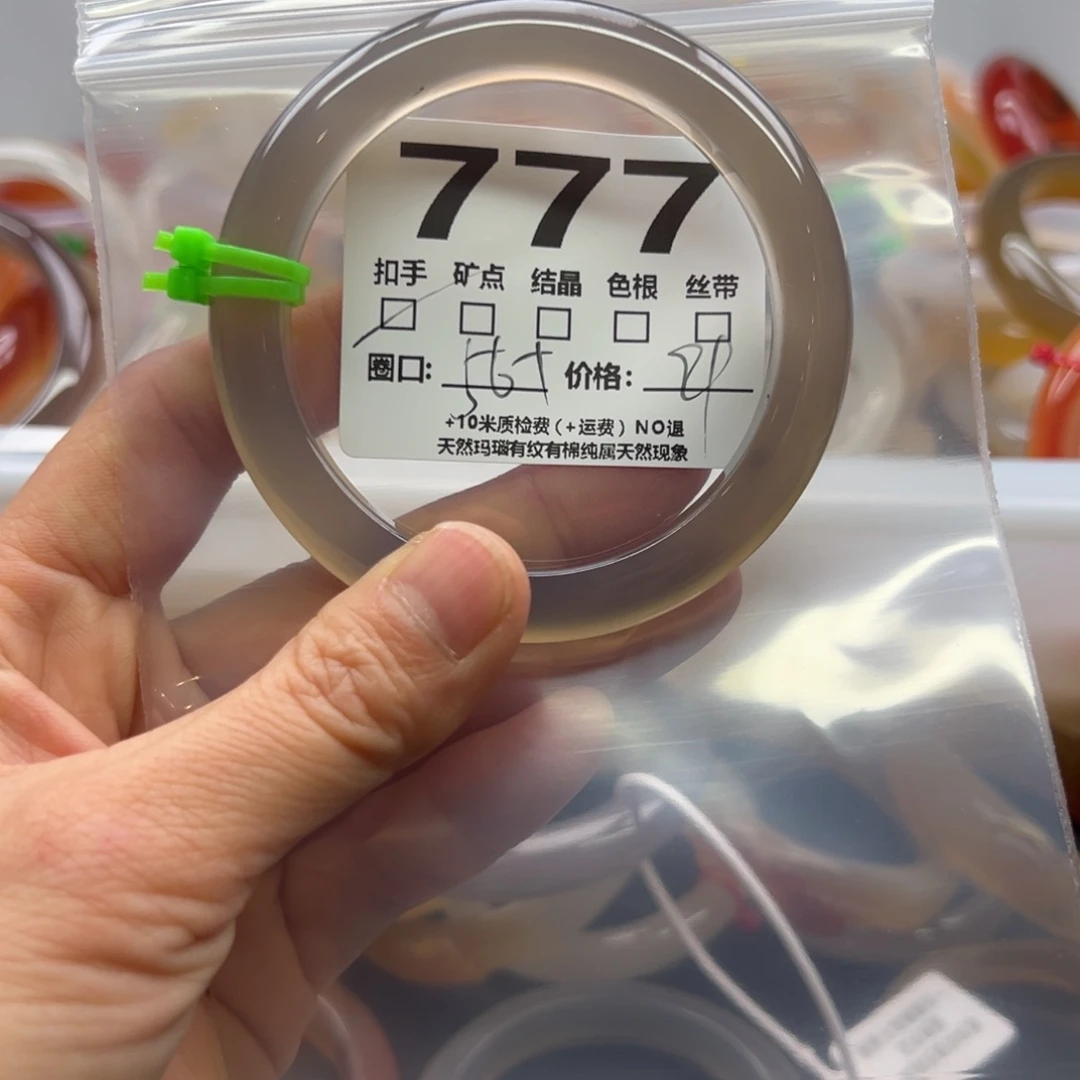 777
扣手 矿点 结晶 色根 丝带
圈口: 价格:
+10米质检费(+运费)NO退
天然玛瑙有纹有棉纯属天然现象